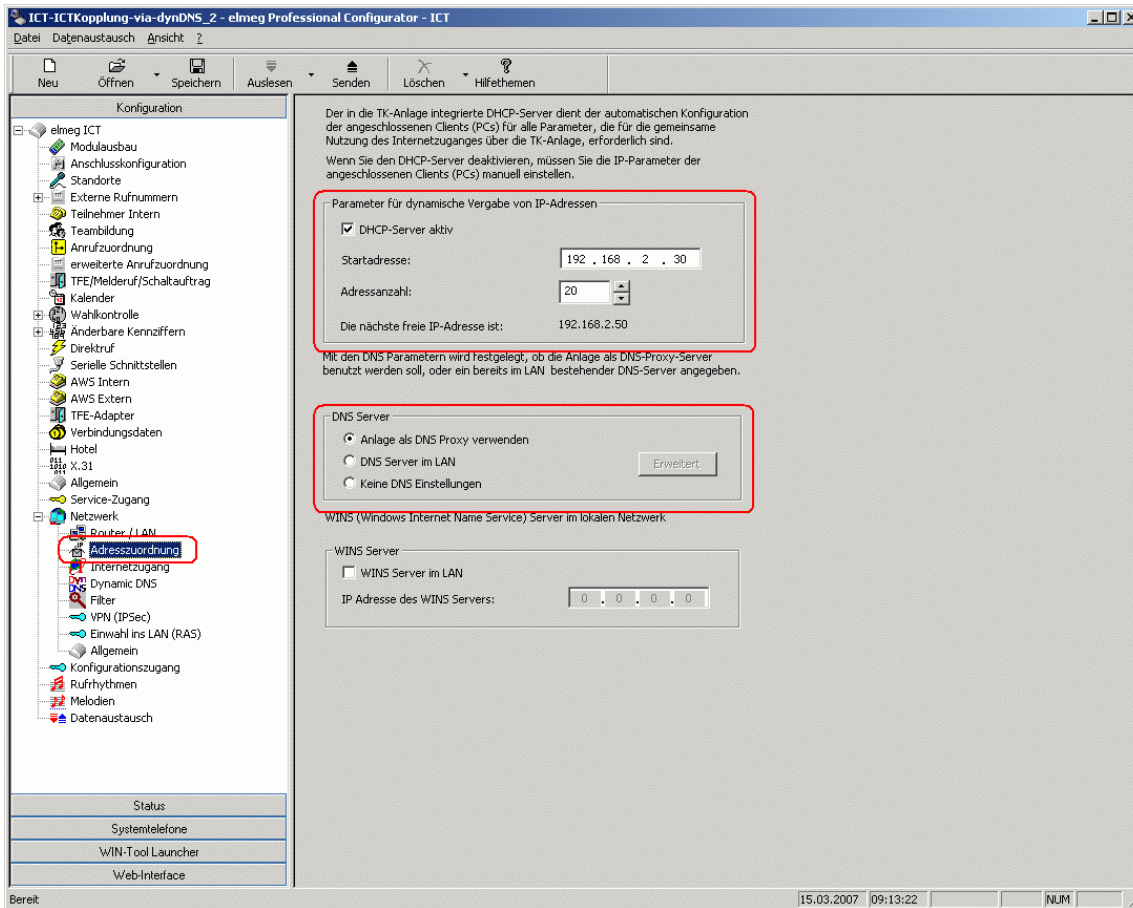 ICT-ICTKopplung-via-dynDNS_2 - elmeg Professional Configurator - ICT
Datei Datenaustausch Ansicht ?
Neu Öffnen Speichern Auslesen Senden Löschen Hilfethemen
Konfiguration
elmeg ICT
Modulausbau
Anschlusskonfiguration
Standorte
Externe Rufnummern
Teilnehmer Intern
Teambildung
Anrufzuordnung
erweiterte Anrufzuordnung
TFE/Melderuf/Schaltauftrag
Kalender
Wahlkontrolle
Änderbare Kennziffern
Direktruf
Serielle Schnittstellen
AWS Intern
AWS Extern
TFE-Adapter
Verbindungsdaten
Hotel
X.31
Allgemein
Service-Zugang
Netzwerk
Router / LAN
Adresszuordnung
Internetzugang
Dynamic DNS
Filter
VPN (IPSec)
Einwahl ins LAN (RAS)
Allgemein
Konfigurationszugang
Rufrhythmen
Melodien
Datenaustausch
Status
Systemtelefone
WIN-Tool Launcher
Web-Interface
Der in die TK-Anlage integrierte DHCP-Server dient der automatischen Konfiguration
der angeschlossenen Clients (PCs) für alle Parameter, die für die gemeinsame
Nutzung des Internetzuganges über die TK-Anlage, erforderlich sind.
Wenn Sie den DHCP-Server deaktivieren, müssen Sie die IP-Parameter der
angeschlossenen Clients (PCs) manuell einstellen.
Parameter für dynamische Vergabe von IP-Adressen
DHCP-Server aktiv
Startadresse: 192 . 168 . 2 . 30
Adressanzahl: 20
Die nächste freie IP-Adresse ist: 192.168.2.50
Mit den DNS Parametern wird festgelegt, ob die Anlage als DNS-Proxy-Server
benutzt werden soll, oder ein bereits im LAN bestehender DNS-Server angegeben.
DNS Server
Anlage als DNS Proxy verwenden
DNS Server im LAN
Erweitert
Keine DNS Einstellungen
WINS (Windows Internet Name Service) Server im lokalen Netzwerk
WINS Server
WINS Server im LAN
IP Adresse des WINS Servers: 0 . 0 . 0 . 0
Bereit 15.03.2007 09:13:22 NUM